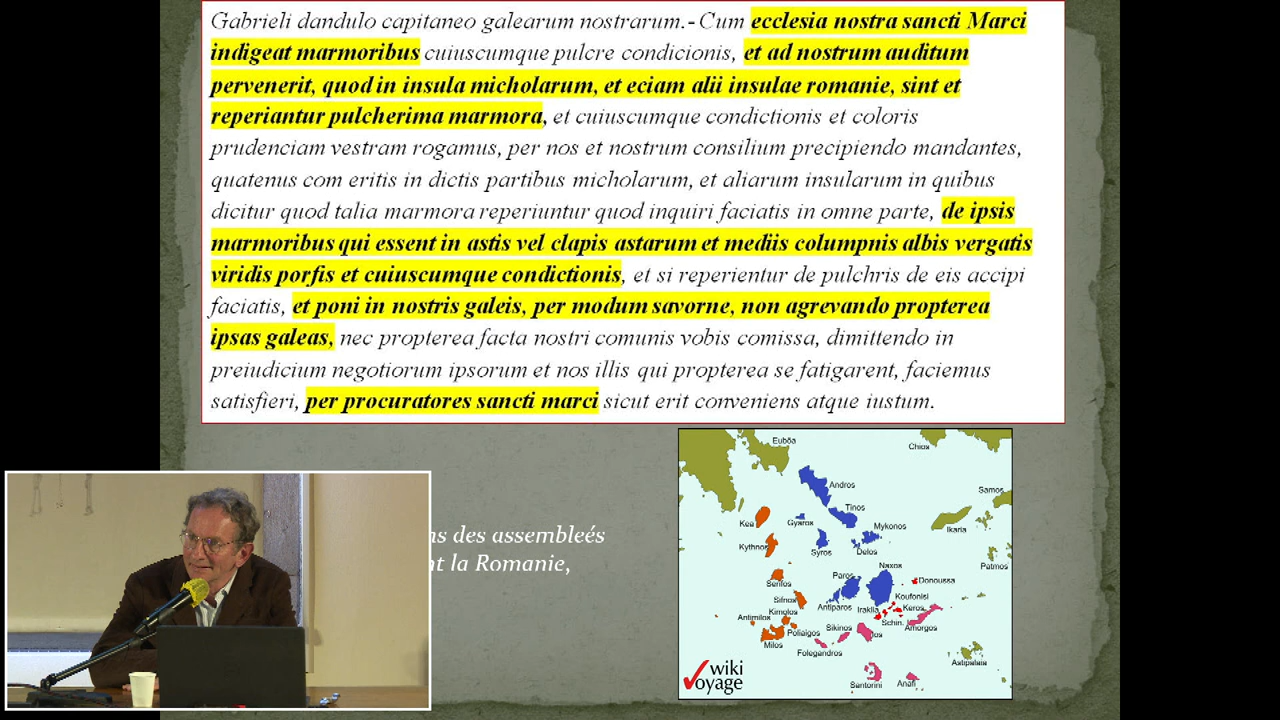 Gabrieli dandulo capitaneo galearum nostrarum.- Cum ecclesia nostra sancti Marci
indigeat marmoribus cuiuscumque pulcre condicionis, et ad nostrum auditum
pervenerit, quod in insula micholarum, et eciam alii insulae romanie, sint et
reperiantur pulcherima marmora, et cuiuscumque condictionis et coloris
prudenciam vestram rogamus, per nos et nostrum consilium precipiendo mandantes,
quatenus com eritis in dictis partibus micholarum, et aliarum insularum in quibus
dicitur quod talia marmora reperiuntur quod inquiri faciatis in omne parte, de ipsis
marmoribus qui essent in astis vel clapis astarum et mediis columpnis albis vergatis
viridis porfis et cuiuscumque condictionis, et si reperientur de pulchris de eis accipi
faciatis, et poni in nostris galeis, per modum savorne, non agrevando propterea
ipsas galeas, nec propterea facta nostri comunis vobis comissa, dimittendo in
preiudicium negotiorum ipsorum et nos illis qui propterea se fatigarent, faciemus
satisfieri, per procuratores sancti marci sicut erit conveniens atque iustum.
ns des assembleés
nt la Romanie,
Euböa
Chios
Andros
Samos
Tinos
Kea
Gyaros
Mykonos
Ikaria
Kythnos
Syros
Delos
Patmos
Naxos
Paros
Donoussa
Serifos
Koufonisi
Sifnos
Antiparos
Iraklia
Keros
Kimolos
Schin.
Antimilos
Sikinos
Amorgos
Poliaigos
Ios
Milos
Folegandros
Astipalaia
Santorini
Anafi
wiki
voyage